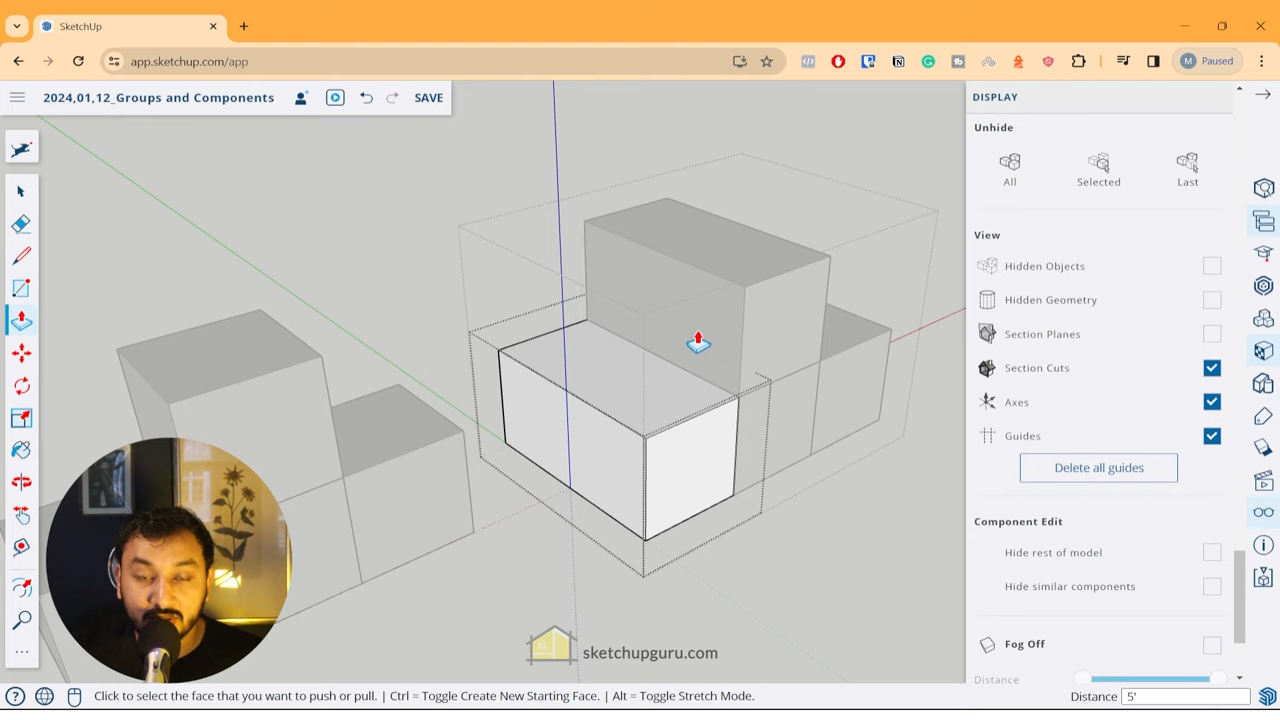 SketchUp
app.sketchup.com/app
M Paused
2024,01,12_Groups and Components
SAVE
DISPLAY
Unhide
All Selected Last
View
Hidden Objects
Hidden Geometry
Section Planes
Section Cuts
Axes
Guides
Delete all guides
Component Edit
Hide rest of model
Hide similar components
Fog Off
Distance
sketchupguru.com
Click to select the face that you want to push or pull. | Ctrl = Toggle Create New Starting Face. | Alt = Toggle Stretch Mode.
Distance 5'